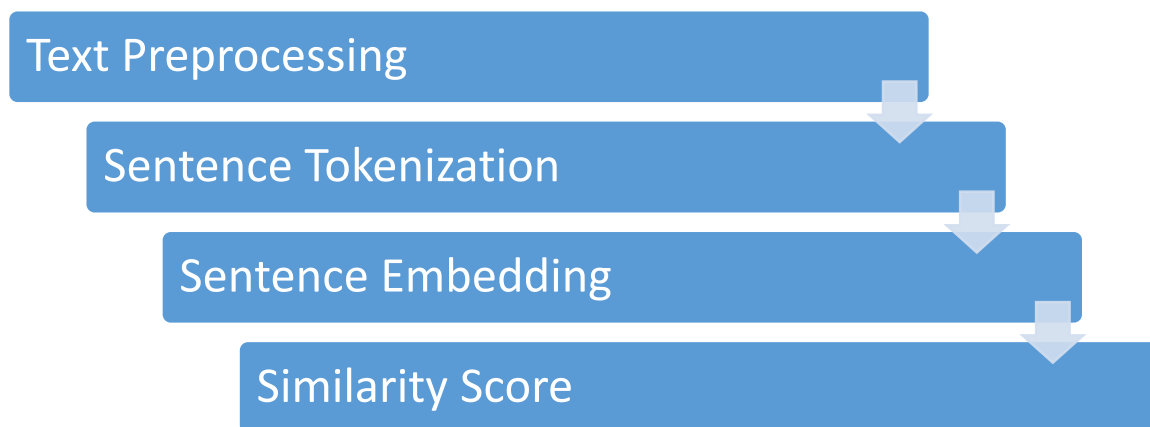 Text Preprocessing
Sentence Tokenization
Sentence Embedding
Similarity Score